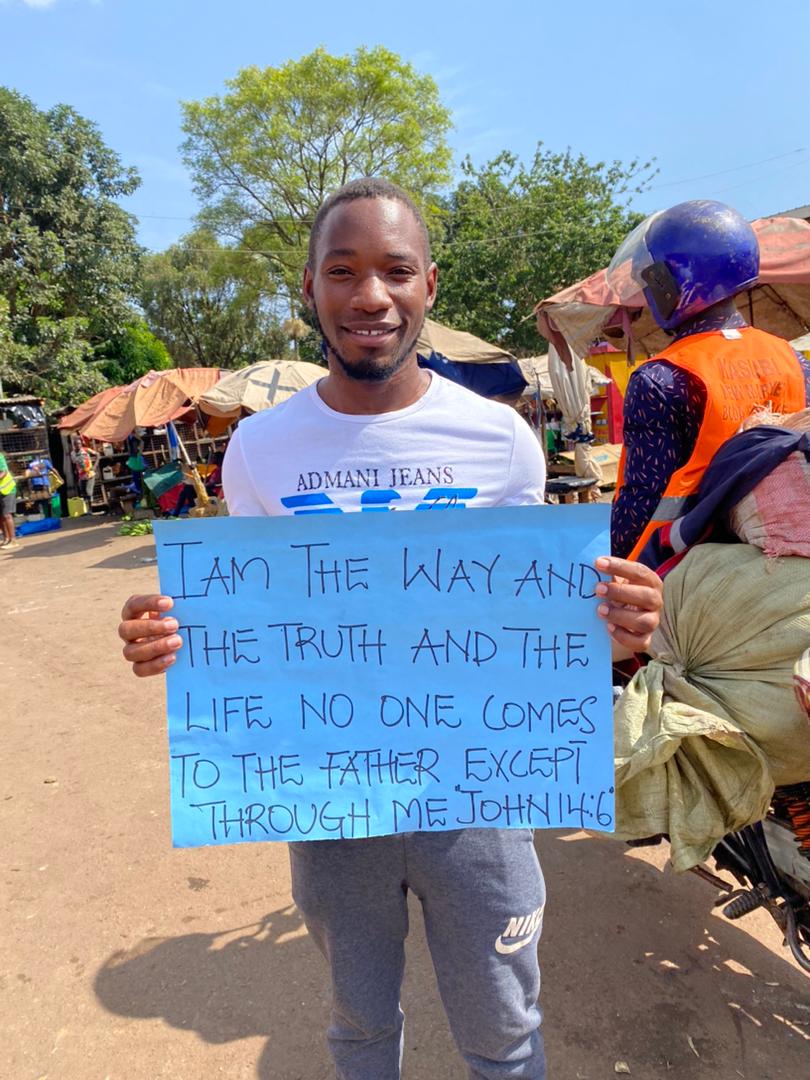 ADMANI JEANS
I AM THE WAY AND
THE TRUTH AND THE
LIFE NO ONE COMES
TO THE FATHER EXCEPT
THROUGH ME "JOHN 14:6"
NIKE